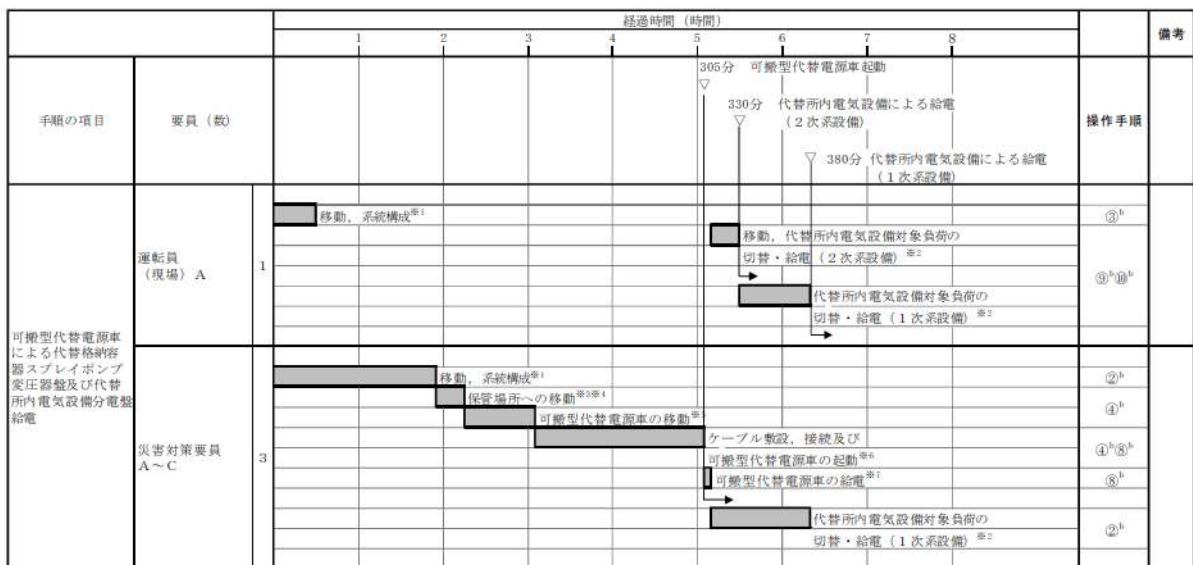 経過時間（時間）
備考
1 2 3 4 5 6 7 8
手順の項目
要員（数）
操作手順
305分 可搬型代替電源車起動
330分 代替所内電気設備による給電
（２次系設備）
380分 代替所内電気設備による給電
（１次系設備）
可搬型代替電源車
による代替格納容
器スプレイポンプ
変圧器盤及び代替
所内電気設備分電盤
給電
運転員
（現場）A
1
移動，系統構成※1
③b
移動，代替所内電気設備対象負荷の
切替・給電（２次系設備）※2
⑨b⑩b
代替所内電気設備対象負荷の
切替・給電（１次系設備）※2
災害対策要員
A～C
3
移動，系統構成※1
②b
保管場所への移動※3※4
④b
可搬型代替電源車の移動※5
ケーブル敷設，接続及び
可搬型代替電源車の起動※6
④b⑧b
可搬型代替電源車の給電※7
⑧b
代替所内電気設備対象負荷の
切替・給電（１次系設備）※2
②b